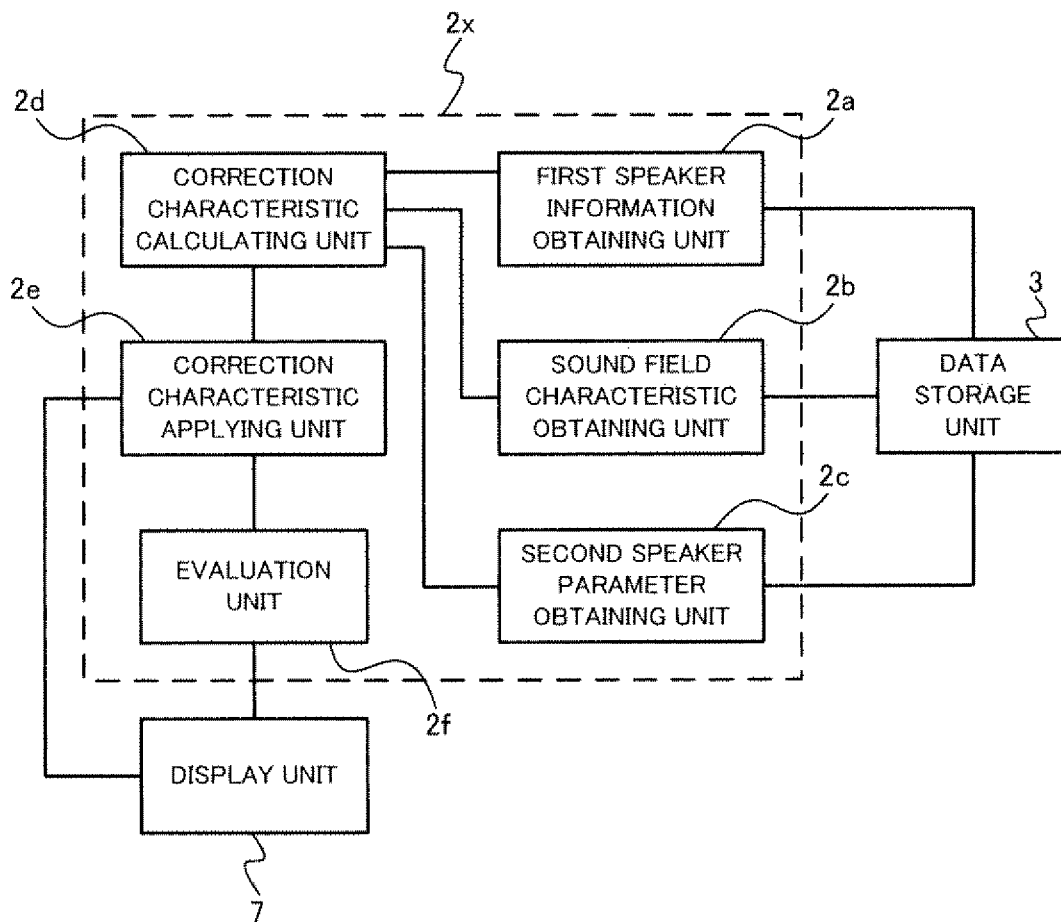 2x
2d
2a
CORRECTION
CHARACTERISTIC
CALCULATING UNIT
FIRST SPEAKER
INFORMATION
OBTAINING UNIT
2e
2b
3
CORRECTION
CHARACTERISTIC
APPLYING UNIT
SOUND FIELD
CHARACTERISTIC
OBTAINING UNIT
DATA
STORAGE
UNIT
2c
EVALUATION
UNIT
SECOND SPEAKER
PARAMETER
OBTAINING UNIT
2f
DISPLAY UNIT
7